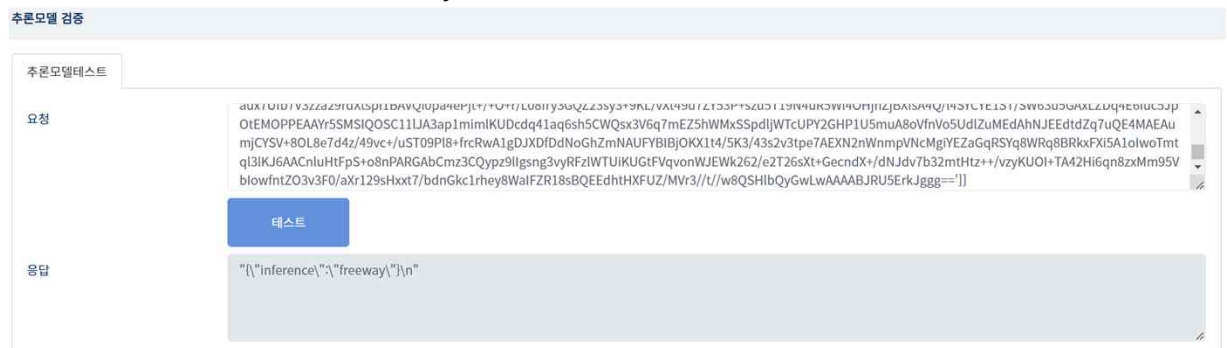 추론모델 검증
추론모델테스트
요청
OtEMOPPEAAYr5SMSIQOSC11lJA3ap1mimlKUDcdq41aq6sh5CWQsx3V6q7mEZ5hWMxSSpdljWTcUPY2GHP1U5muA8oVfnVo5UdlZuMEdAhNJEEdtdZq7uQE4MAEAu
mjCYSV+8OL8e7d4z/49vc+/uST09Pl8+frcRwA1gDJXDfDdNoGhZmNAUFYBIBjOKX1t4/5K3/43s2v3tpe7AEXN2nWnmpVNcMgiYEZaGqRSYq8WRq8BRkxFXi5A1oIwoTmt
ql3lKJ6AACnluHtFpS+o8nPARGAbCmz3CQypz9lIgsng3vyRFzlWTUiKUGtFVqvonWJEWk262/e2T26sXt+GecndX+/dNJdv7b32mtHtz++/vzyKUOI+TA42Hi6qn8zxMm95V
blowfntZO3v3F0/aXr129sHxxt7/bdnGkc1rhey8WaIFZR18sBQEEdhtHXFUZ/MVr3//t//w8QSHlbQyGwLwAAAABJRU5ErkJggg==']]
테스트
응답
"{\"inference\":\"freeway\"}\n"